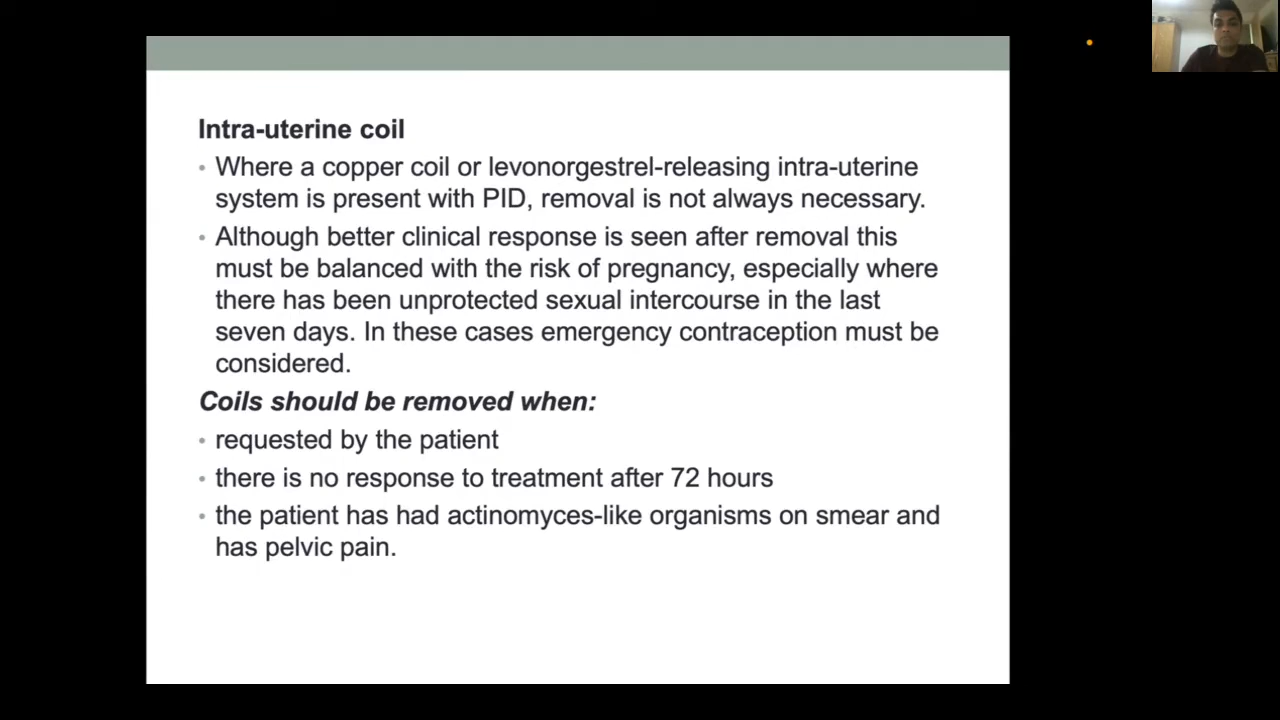 Intra-uterine coil
• Where a copper coil or levonorgestrel-releasing intra-uterine
system is present with PID, removal is not always necessary.
• Although better clinical response is seen after removal this
must be balanced with the risk of pregnancy, especially where
there has been unprotected sexual intercourse in the last
seven days. In these cases emergency contraception must be
considered.
Coils should be removed when:
• requested by the patient
• there is no response to treatment after 72 hours
• the patient has had actinomyces-like organisms on smear and
has pelvic pain.